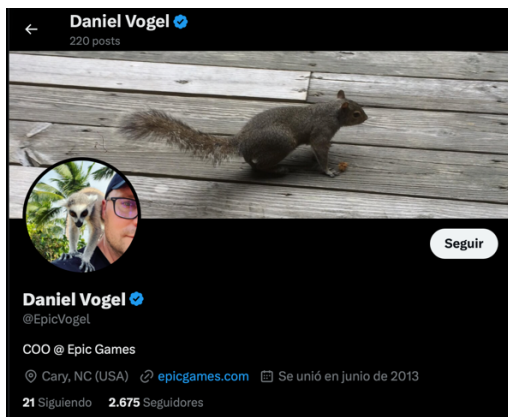 Daniel Vogel
220 posts
Seguir
Daniel Vogel
@EpicVogel
COO @ Epic Games
Cary, NC (USA) epicgames.com Se unió en junio de 2013
21 Siguiendo 2.675 Seguidores